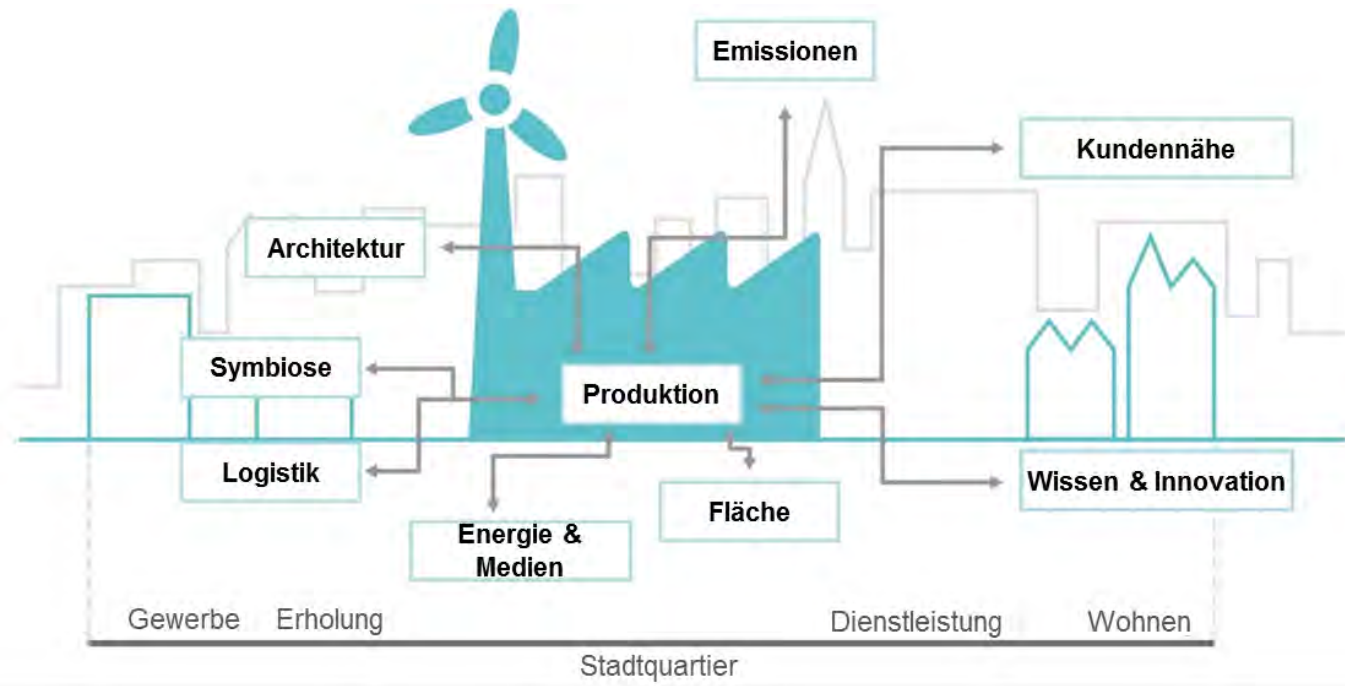 Emissionen
Kundennähe
Architektur
Symbiose
Produktion
Logistik
Wissen & Innovation
Fläche
Energie &
Medien
Gewerbe
Erholung
Dienstleistung
Wohnen
Stadtquartier